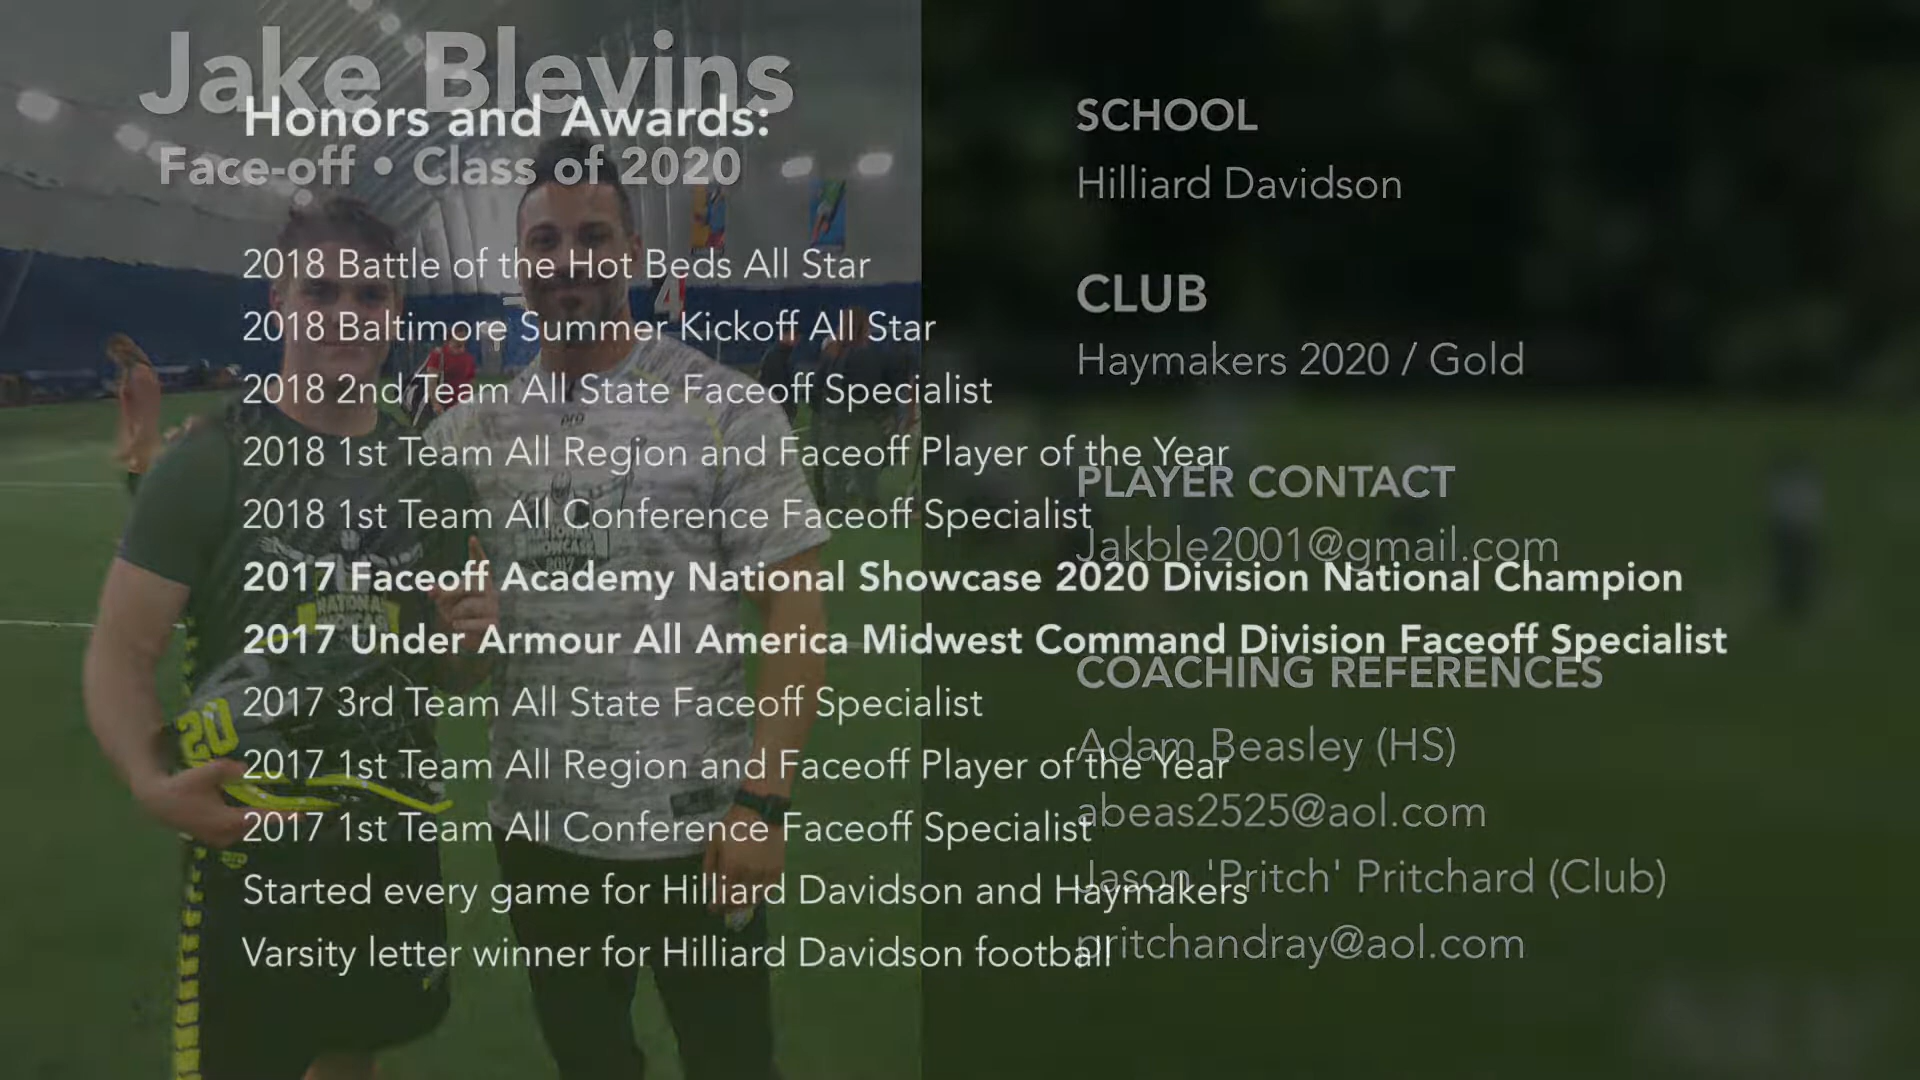 Jake Blevins
Face-off • Class of 2020
Honors and Awards:
2018 Battle of the Hot Beds All Star
2018 Baltimore Summer Kickoff All Star
2018 2nd Team All State Faceoff Specialist
2018 1st Team All Region and Faceoff Player of the Year
2018 1st Team All Conference Faceoff Specialist
2017 Faceoff Academy National Showcase 2020 Division National Champion
2017 Under Armour All America Midwest Command Division Faceoff Specialist
2017 3rd Team All State Faceoff Specialist
2017 1st Team All Region and Faceoff Player of the Year
2017 1st Team All Conference Faceoff Specialist
Started every game for Hilliard Davidson and Haymakers
Varsity letter winner for Hilliard Davidson football
SCHOOL
Hilliard Davidson
CLUB
Haymakers 2020 / Gold
PLAYER CONTACT
Jakble2001@gmail.com
COACHING REFERENCES
Adam Beasley (HS)
abeas2525@aol.com
Jason 'Pritch' Pritchard (Club)
pritchandray@aol.com
4
NATIONAL
SHOWCASE
2017
NATIONAL
20